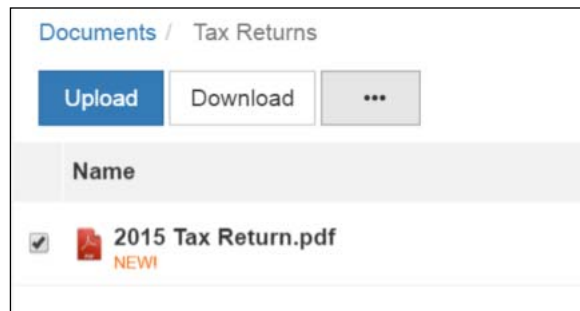 Documents / Tax Returns
Upload Download •••
Name
2015 Tax Return.pdf
NEW!